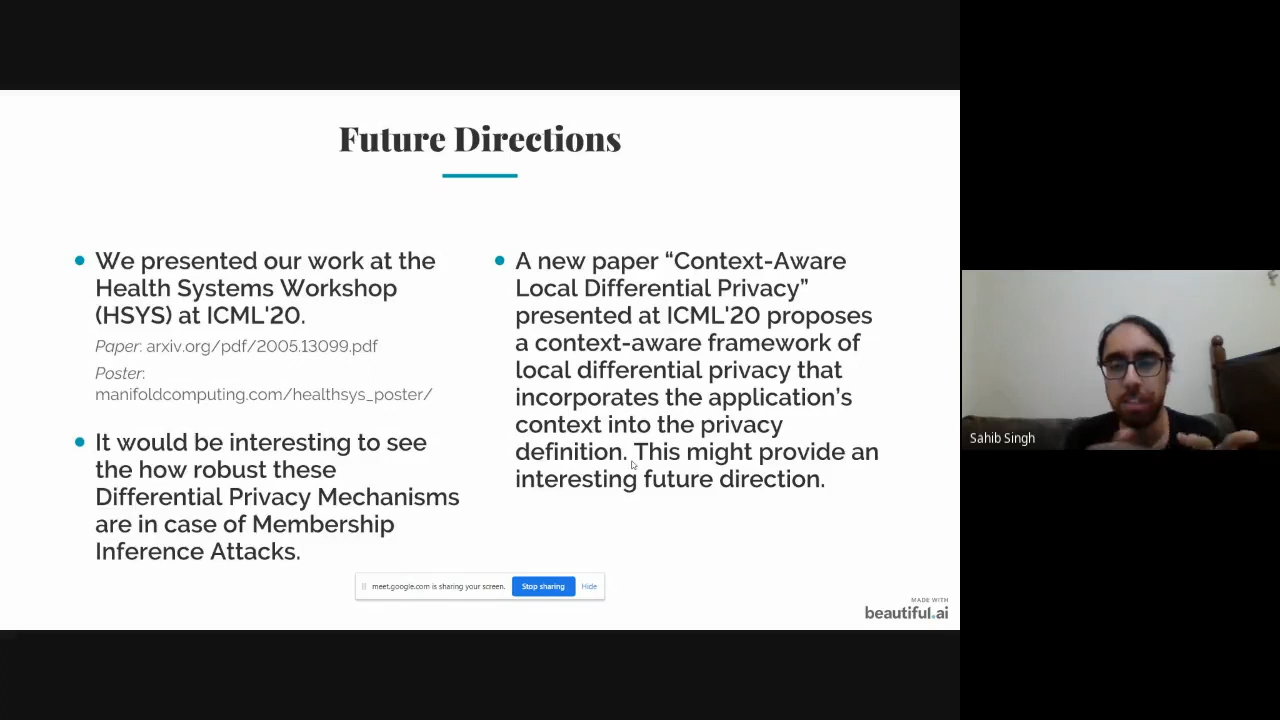 Future Directions
We presented our work at the
Health Systems Workshop
(HSYS) at ICML'20.
Paper: arxiv.org/pdf/2005.13099.pdf
Poster:
manifoldcomputing.com/healthsys_poster/
It would be interesting to see
the how robust these
Differential Privacy Mechanisms
are in case of Membership
Inference Attacks.
A new paper “Context-Aware
Local Differential Privacy”
presented at ICML'20 proposes
a context-aware framework of
local differential privacy that
incorporates the application’s
context into the privacy
definition. This might provide an
interesting future direction.
meet.google.com is sharing your screen. Stop sharing Hide
MADE WITH
beautiful.ai
Sahib Singh